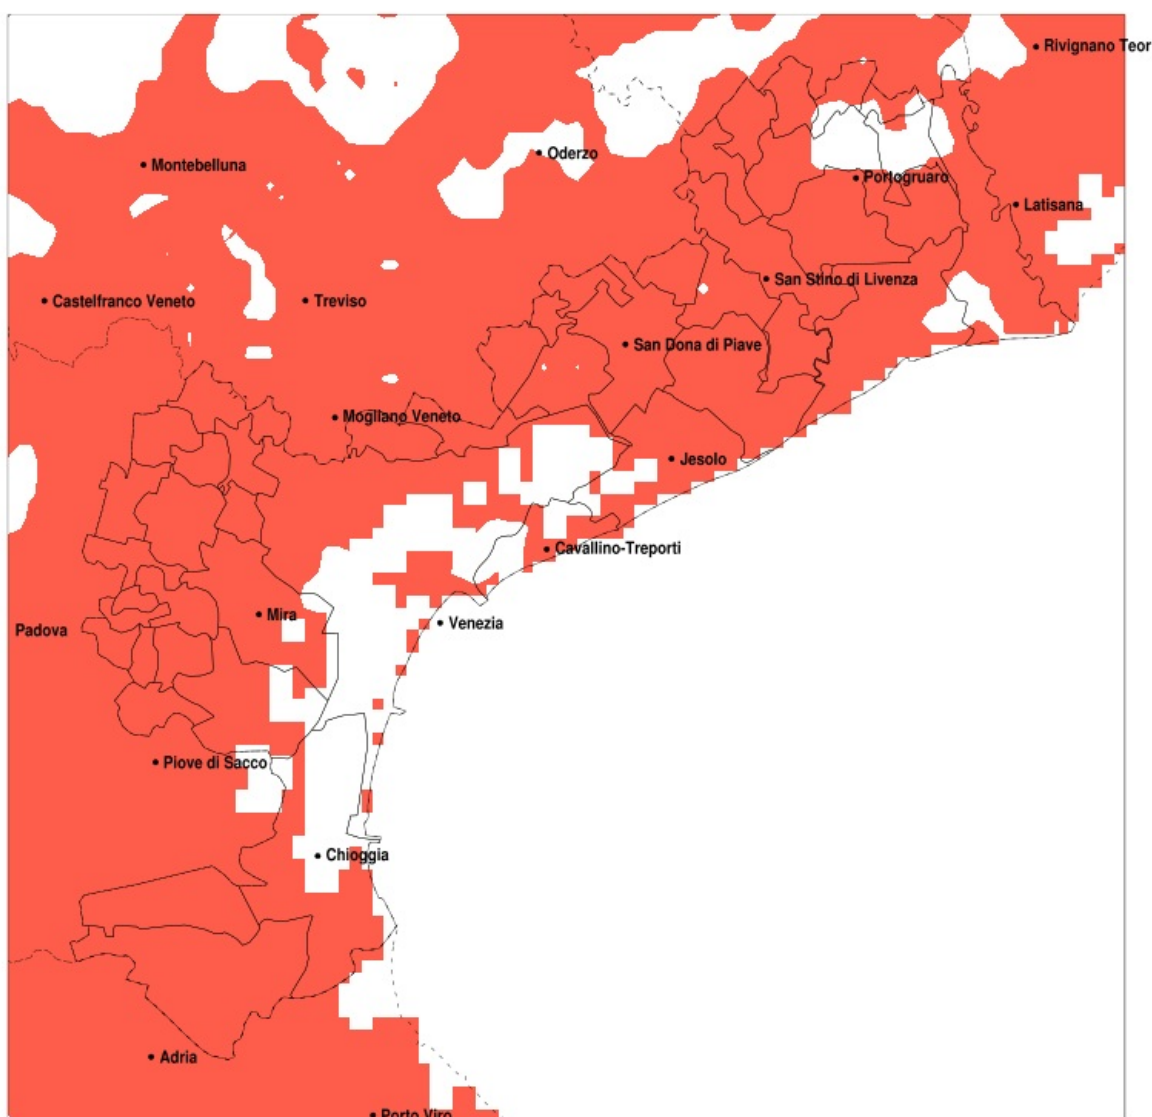 Rivignano Teor
Oderzo
Montebelluna
Portogruaro
Latisana
San Stino di Livenza
Castelfranco Veneto
Treviso
San Dona di Piave
Mogliano Veneto
Jesolo
Cavallino-Treporti
Mira
Venezia
Padova
Piove di Sacco
Chioggia
Adria
Porto Viro